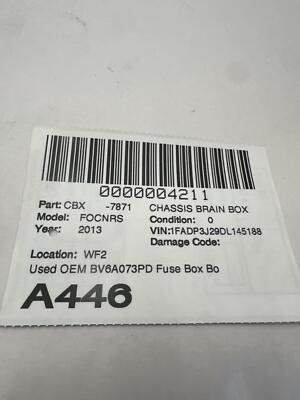 0000004211
Part: CBX -7871 CHASSIS BRAIN BOX
Model: FOCNRS Condition: 0
Year: 2013 VIN:1FADP3J29DL145188
Damage Code:
Location: WF2
Used OEM BV6A073PD Fuse Box Bo
A446